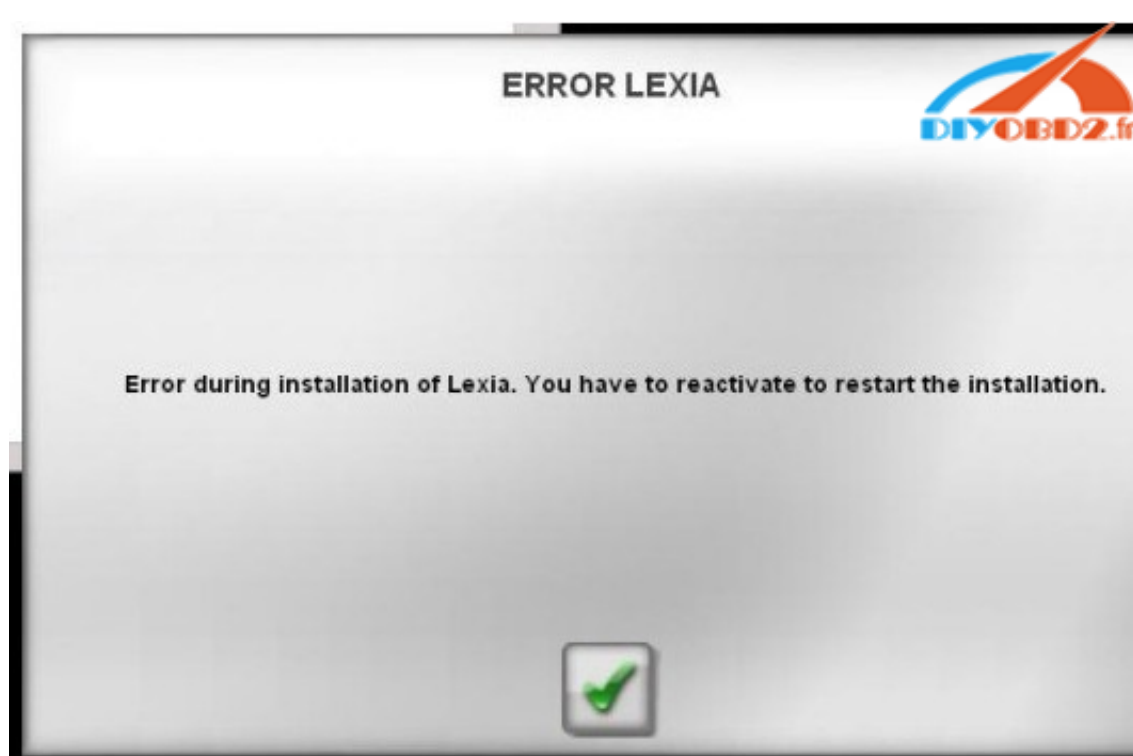 ERROR LEXIA
DIYOBD2.fr
Error during installation of Lexia. You have to reactivate to restart the installation.